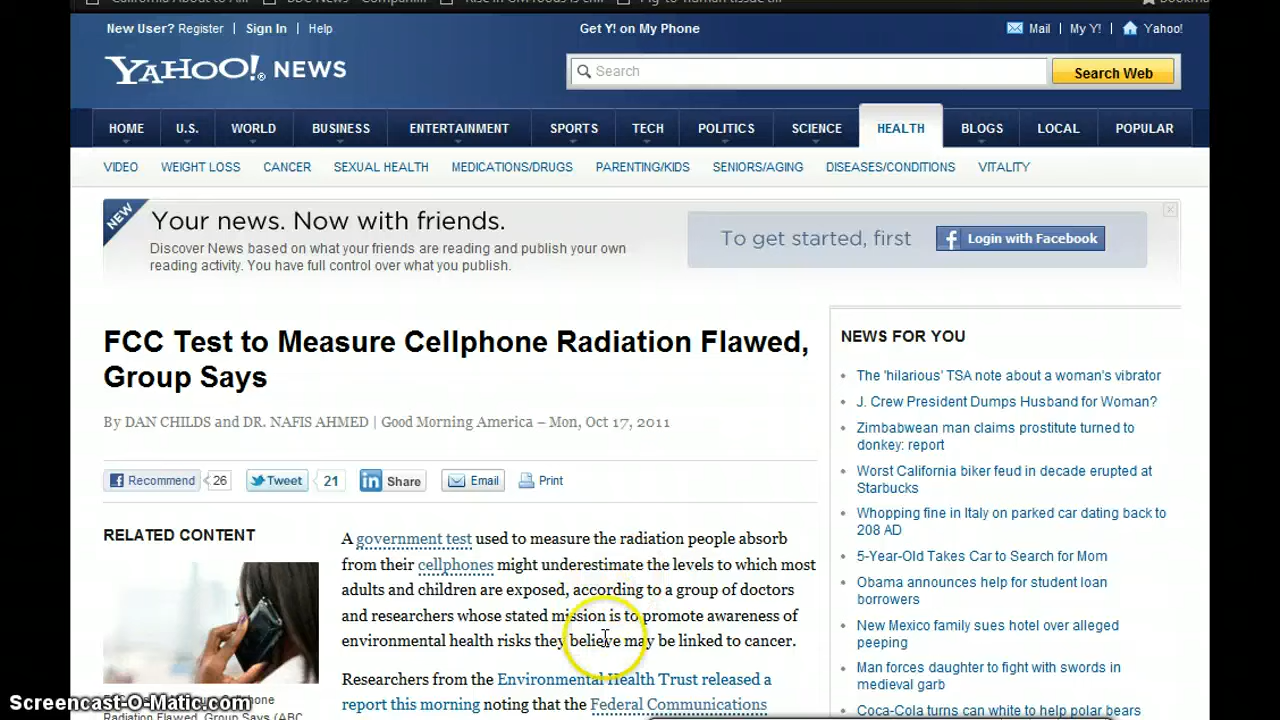 New User? Register | Sign In | Help
Get Y! on My Phone
Mail | My Y! | Yahoo!
YAHOO! NEWS
Search
Search Web
HOME U.S. WORLD BUSINESS ENTERTAINMENT SPORTS TECH POLITICS SCIENCE HEALTH BLOGS LOCAL POPULAR
VIDEO WEIGHT LOSS CANCER SEXUAL HEALTH MEDICATIONS/DRUGS PARENTING/KIDS SENIORS/AGING DISEASES/CONDITIONS VITALITY
NEW
Your news. Now with friends.
Discover News based on what your friends are reading and publish your own
reading activity. You have full control over what you publish.
To get started, first
Login with Facebook
FCC Test to Measure Cellphone Radiation Flawed,
Group Says
By DAN CHILDS and DR. NAFIS AHMED | Good Morning America – Mon, Oct 17, 2011
Recommend 26 Tweet 21 in Share Email Print
RELATED CONTENT
A government test used to measure the radiation people absorb
from their cellphones might underestimate the levels to which most
adults and children are exposed, according to a group of doctors
and researchers whose stated mission is to promote awareness of
environmental health risks they believe may be linked to cancer.
Researchers from the Environmental Health Trust released a
report this morning noting that the Federal Communications
NEWS FOR YOU
The 'hilarious' TSA note about a woman's vibrator
J. Crew President Dumps Husband for Woman?
Zimbabwean man claims prostitute turned to
donkey: report
Worst California biker feud in decade erupted at
Starbucks
Whopping fine in Italy on parked car dating back to
208 AD
5-Year-Old Takes Car to Search for Mom
Obama announces help for student loan
borrowers
New Mexico family sues hotel over alleged
peeping
Man forces daughter to fight with swords in
medieval garb
Coca-Cola turns can white to help polar bears
Screencast-O-Matic.com